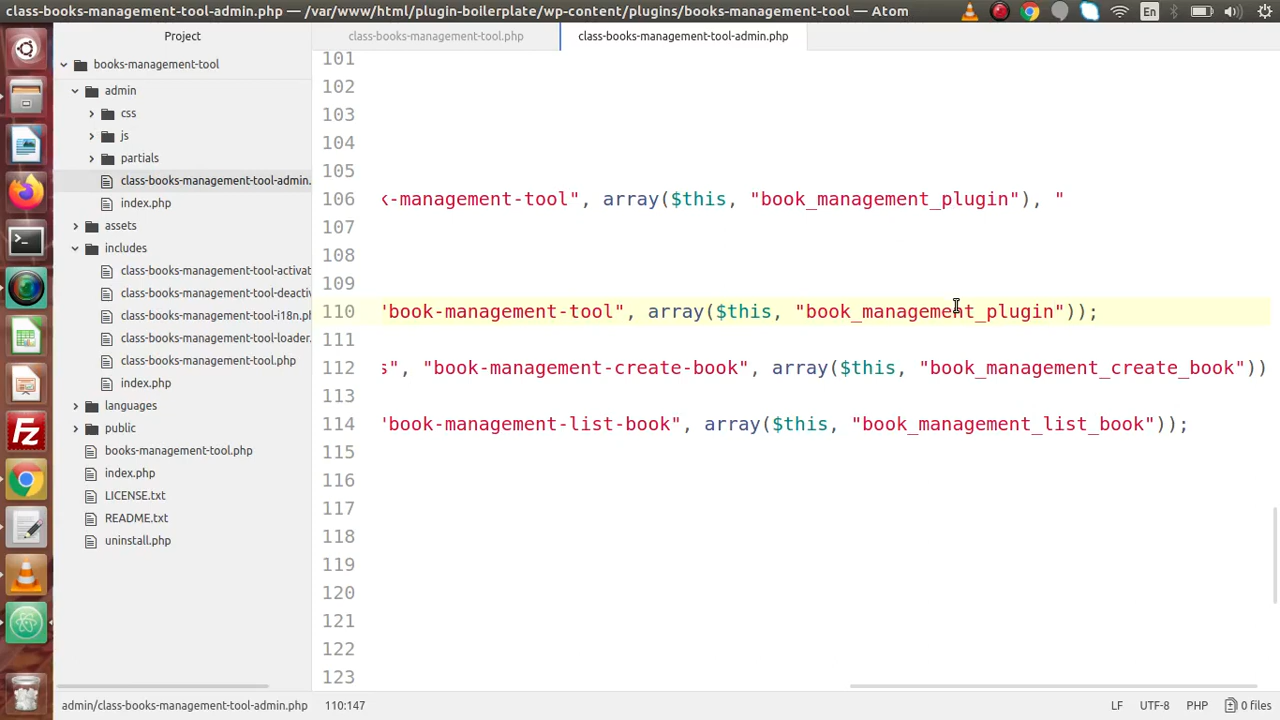 class-books-management-tool-admin.php — /var/www/html/plugin-boilerplate/wp-content/plugins/books-management-tool — Atom
En
Project
class-books-management-tool.php
class-books-management-tool-admin.php
books-management-tool
admin
css
js
partials
class-books-management-tool-admin.
index.php
assets
includes
class-books-management-tool-activat
class-books-management-tool-deactiv
class-books-management-tool-i18n.ph
class-books-management-tool-loader.
class-books-management-tool.php
index.php
languages
public
books-management-tool.php
index.php
LICENSE.txt
README.txt
uninstall.php
101
102
103
104
105
106 k-management-tool", array($this, "book_management_plugin"), "
107
108
109
110 "book-management-tool", array($this, "book_management_plugin"));
111
112 s", "book-management-create-book", array($this, "book_management_create_book"))
113
114 "book-management-list-book", array($this, "book_management_list_book"));
115
116
117
118
119
120
121
122
123
admin/class-books-management-tool-admin.php 110:147
LF UTF-8 PHP 0 files